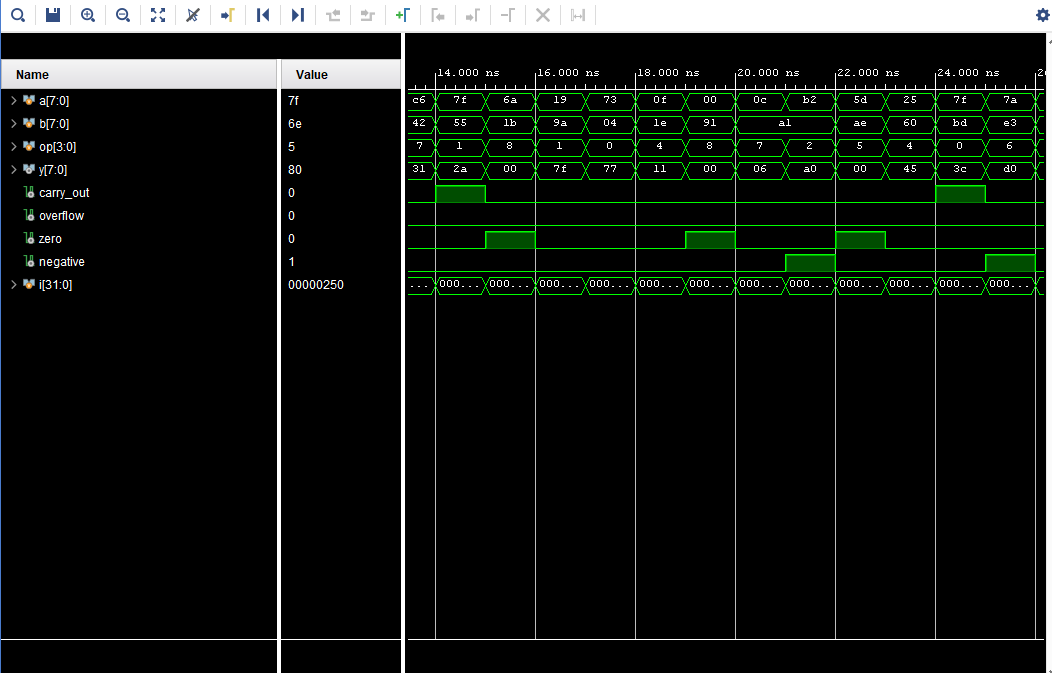 Name Value
14.000 ns 16.000 ns 18.000 ns 20.000 ns 22.000 ns 24.000 ns
a[7:0] 7f c6 7f 6a 19 73 0f 00 0c b2 5d 25 7f 7a
b[7:0] 6e 42 55 1b 9a 04 1e 91 a1 ae 60 bd e3
op[3:0] 5 7 1 8 1 0 4 8 7 2 5 4 0 6
y[7:0] 80 31 2a 00 7f 77 11 00 06 a0 00 45 3c d0
carry_out 0
overflow 0
zero 0
negative 1
i[31:0] 00000250 ... 000... 000... 000... 000... 000... 000... 000... 000... 000... 000... 000... 000...